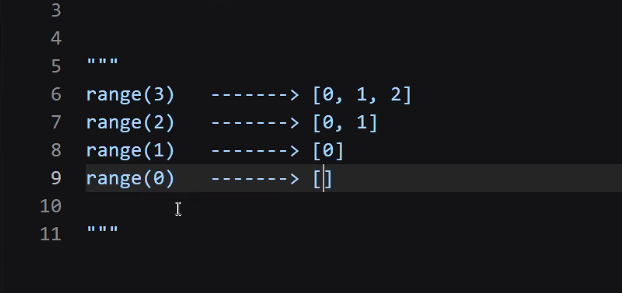 3
4
5 """
6 range(3) -------> [0, 1, 2]
7 range(2) -------> [0, 1]
8 range(1) -------> [0]
9 range(0) -------> []
10
11 """